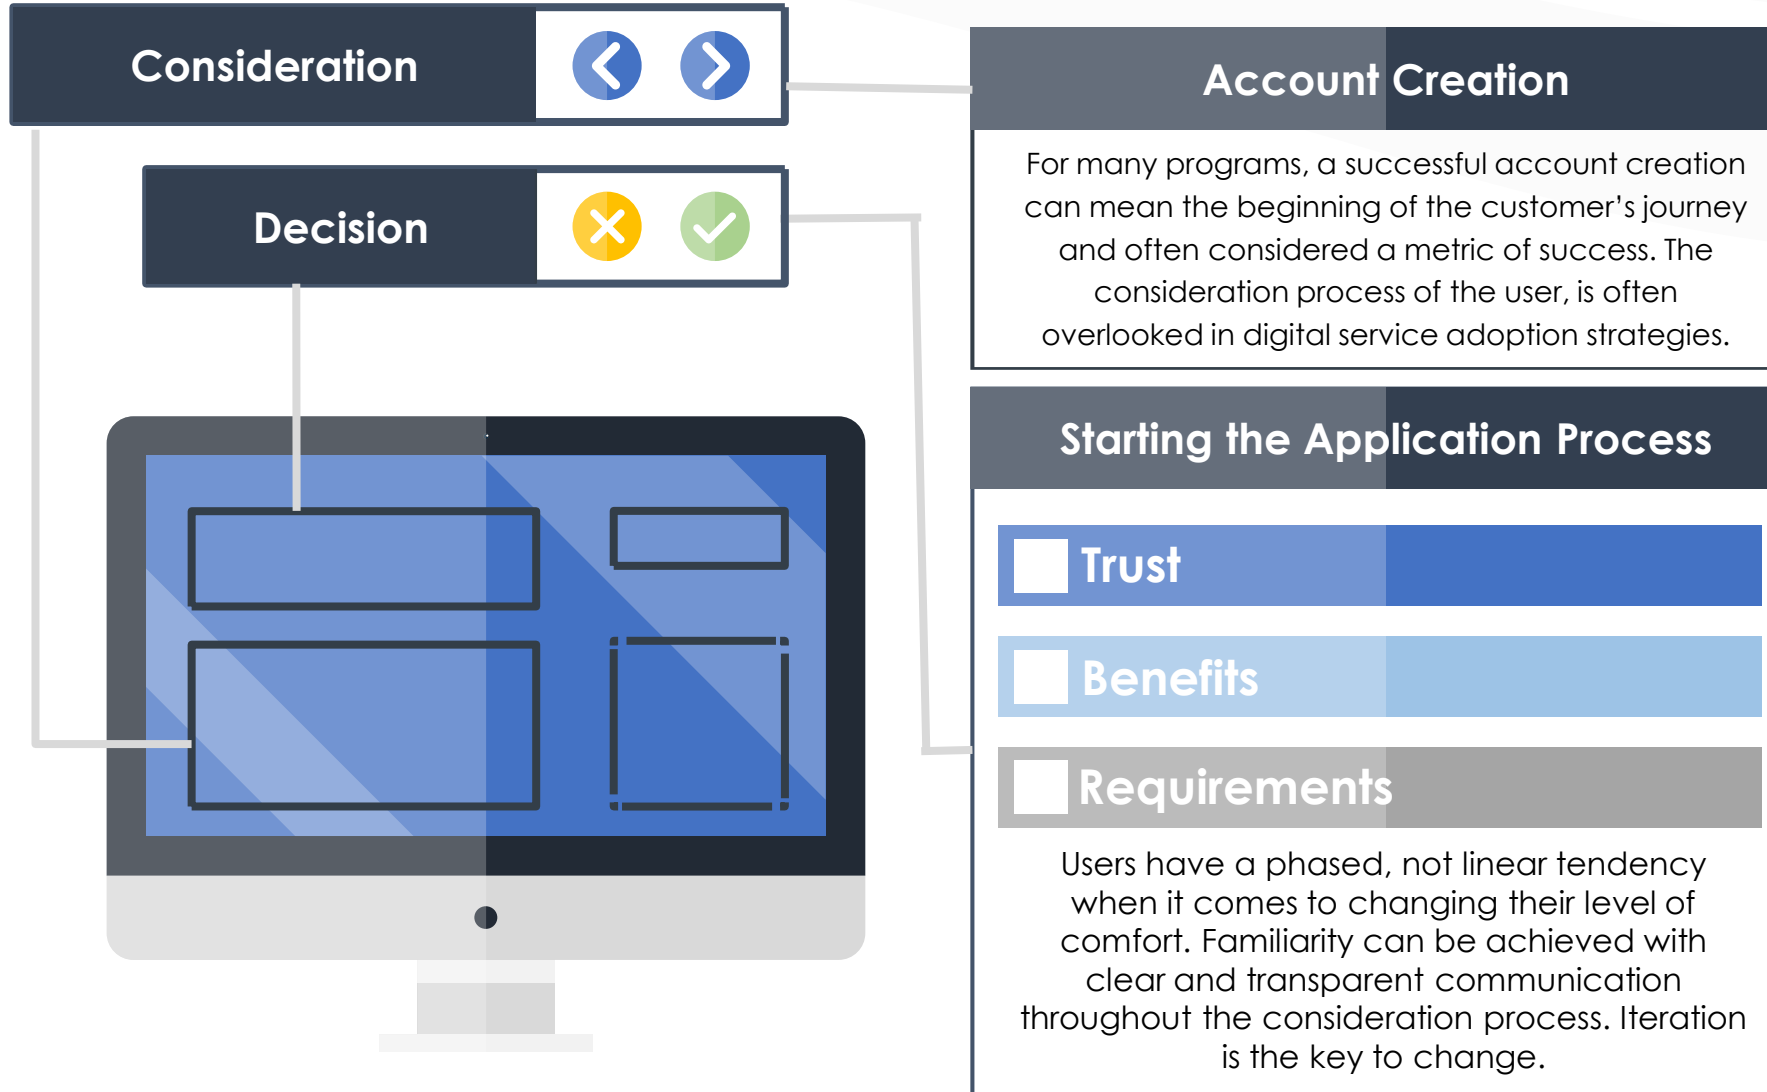 Consideration
Decision
Account Creation
For many programs, a successful account creation
can mean the beginning of the customer’s journey
and often considered a metric of success. The
consideration process of the user, is often
overlooked in digital service adoption strategies.
Starting the Application Process
Trust
Benefits
Requirements
Users have a phased, not linear tendency
when it comes to changing their level of
comfort. Familiarity can be achieved with
clear and transparent communication
throughout the consideration process. Iteration
is the key to change.